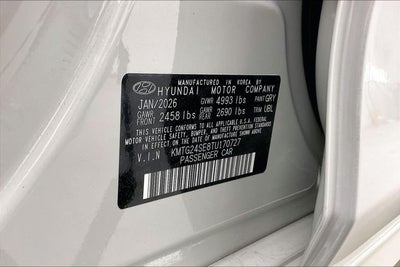 MANUFACTURED IN KOREA BY
HYUNDAI MOTOR COMPANY
JAN/2026 GVWR 4993 lbs PAINT GRY
GAWR FRONT 2458 lbs GAWR REAR 2690 lbs TRIM UBL
THIS VEHICLE CONFORMS TO ALL APPLICABLE U.S.A FEDERAL
MOTOR VEHICLE SAFETY, BUMPER, AND THEFT PREVENTION
STANDARDS IN EFFECT ON THE DATE OF MANUFACTURE SHOWN ABOVE.
V.I.N KMTG24SE8TU170727
PASSENGER CAR